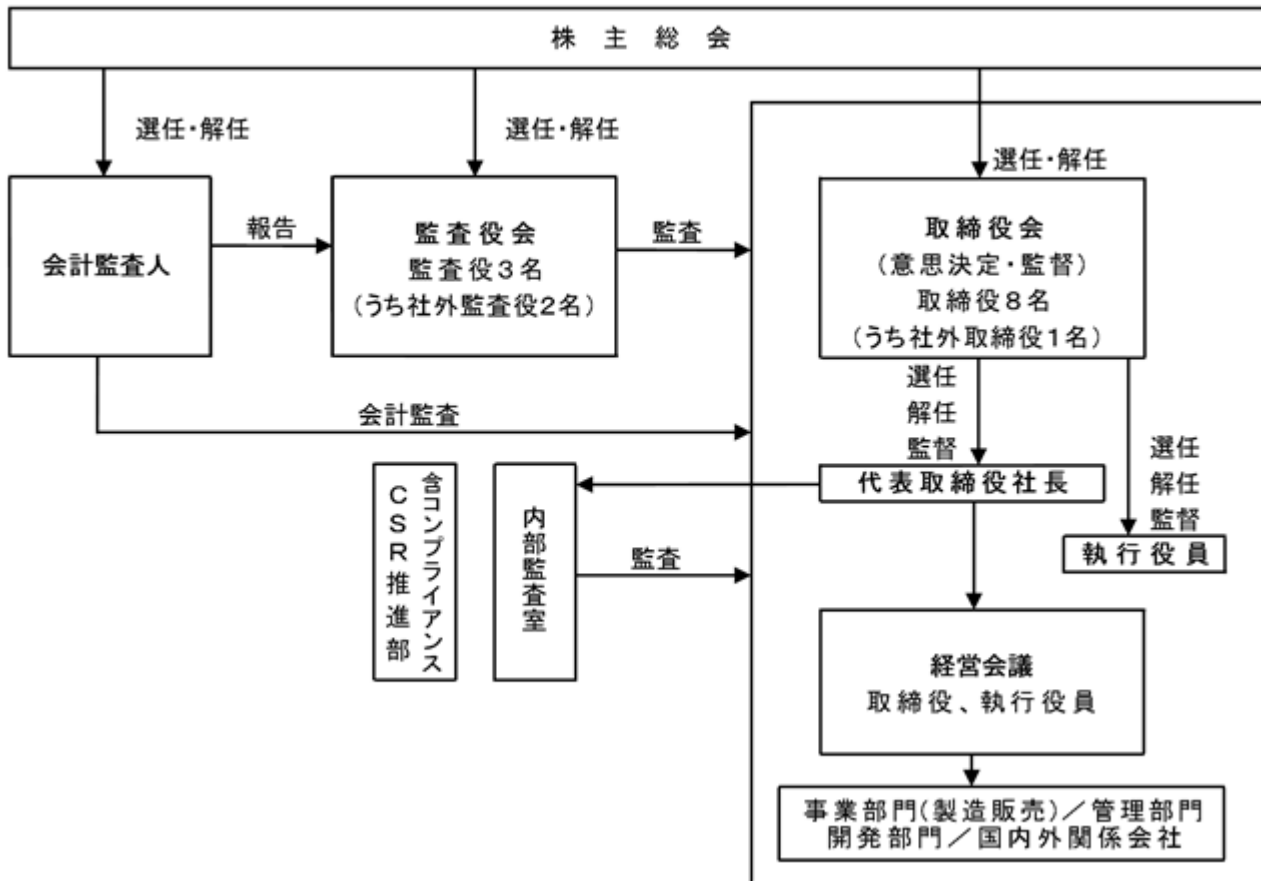 株主総会
選任・解任
選任・解任
選任・解任
会計監査人
報告
監査役会
監査役3名
(うち社外監査役2名)
監査
取締役会
(意思決定・監督)
取締役8名
(うち社外取締役1名)
会計監査
選任
解任
監督
選任
解任
監督
代表取締役社長
執行役員
含コンプライアンス
CSR推進部
内部監査室
監査
経営会議
取締役、執行役員
事業部門(製造販売)/管理部門
開発部門/国内外関係会社